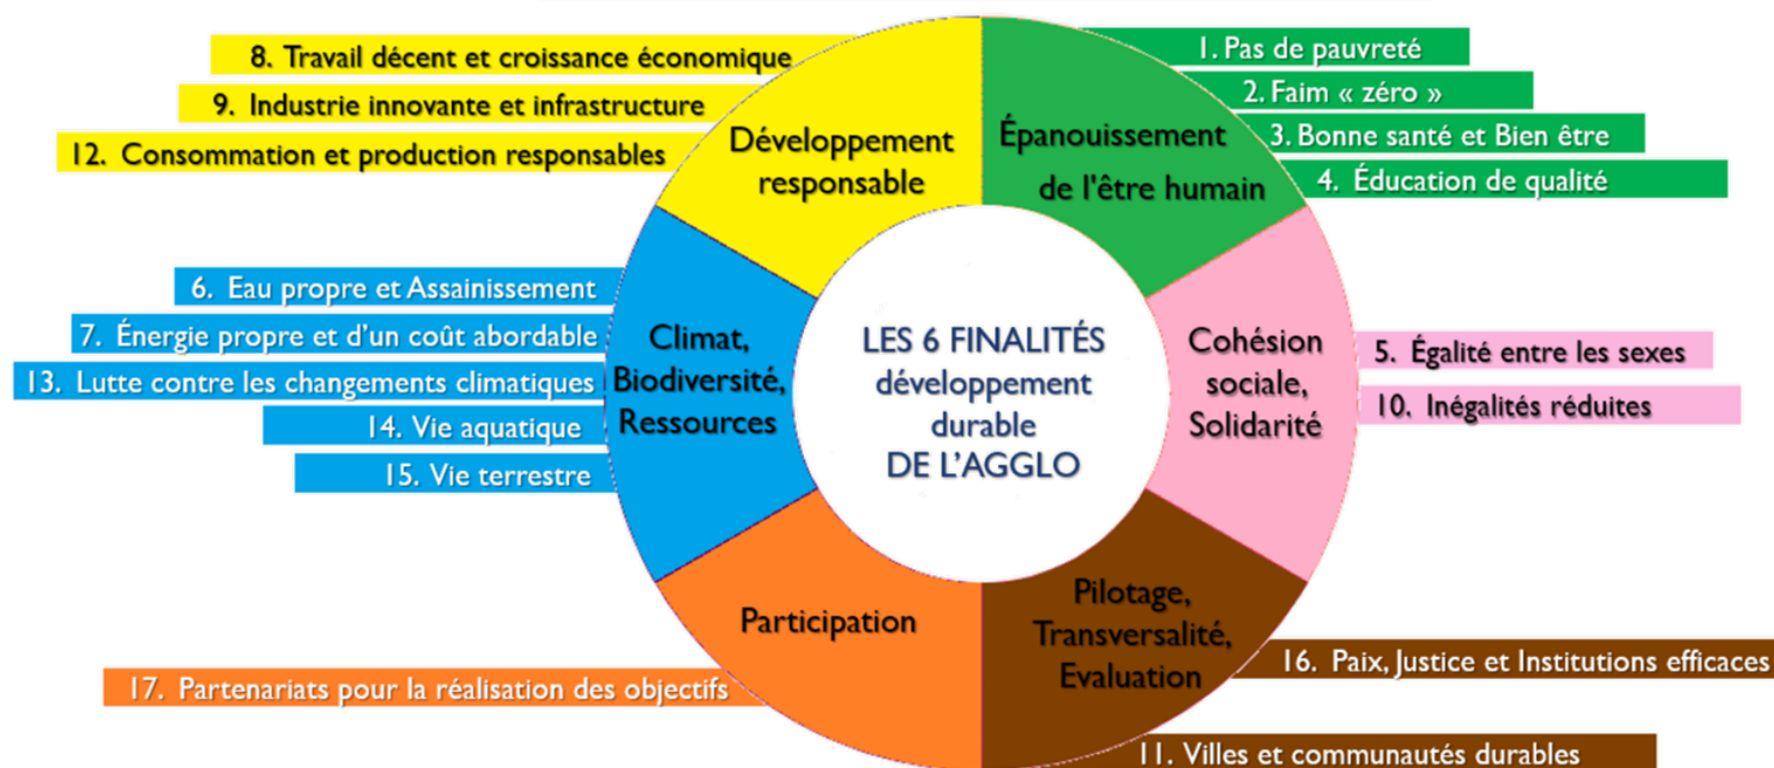 8. Travail décent et croissance économique
9. Industrie innovante et infrastructure
12. Consommation et production responsables
Développement
responsable
1. Pas de pauvreté
2. Faim « zéro »
3. Bonne santé et Bien être
4. Éducation de qualité
Épanouissement
de l'être humain
6. Eau propre et Assainissement
7. Énergie propre et d’un coût abordable
13. Lutte contre les changements climatiques
14. Vie aquatique
15. Vie terrestre
Climat,
Biodiversité,
Ressources
LES 6 FINALITÉS
développement
durable
DE L’AGGLO
Cohésion
sociale,
Solidarité
5. Égalité entre les sexes
10. Inégalités réduites
Participation
17. Partenariats pour la réalisation des objectifs
Pilotage,
Transversalité,
Evaluation
16. Paix, Justice et Institutions efficaces
11. Villes et communautés durables